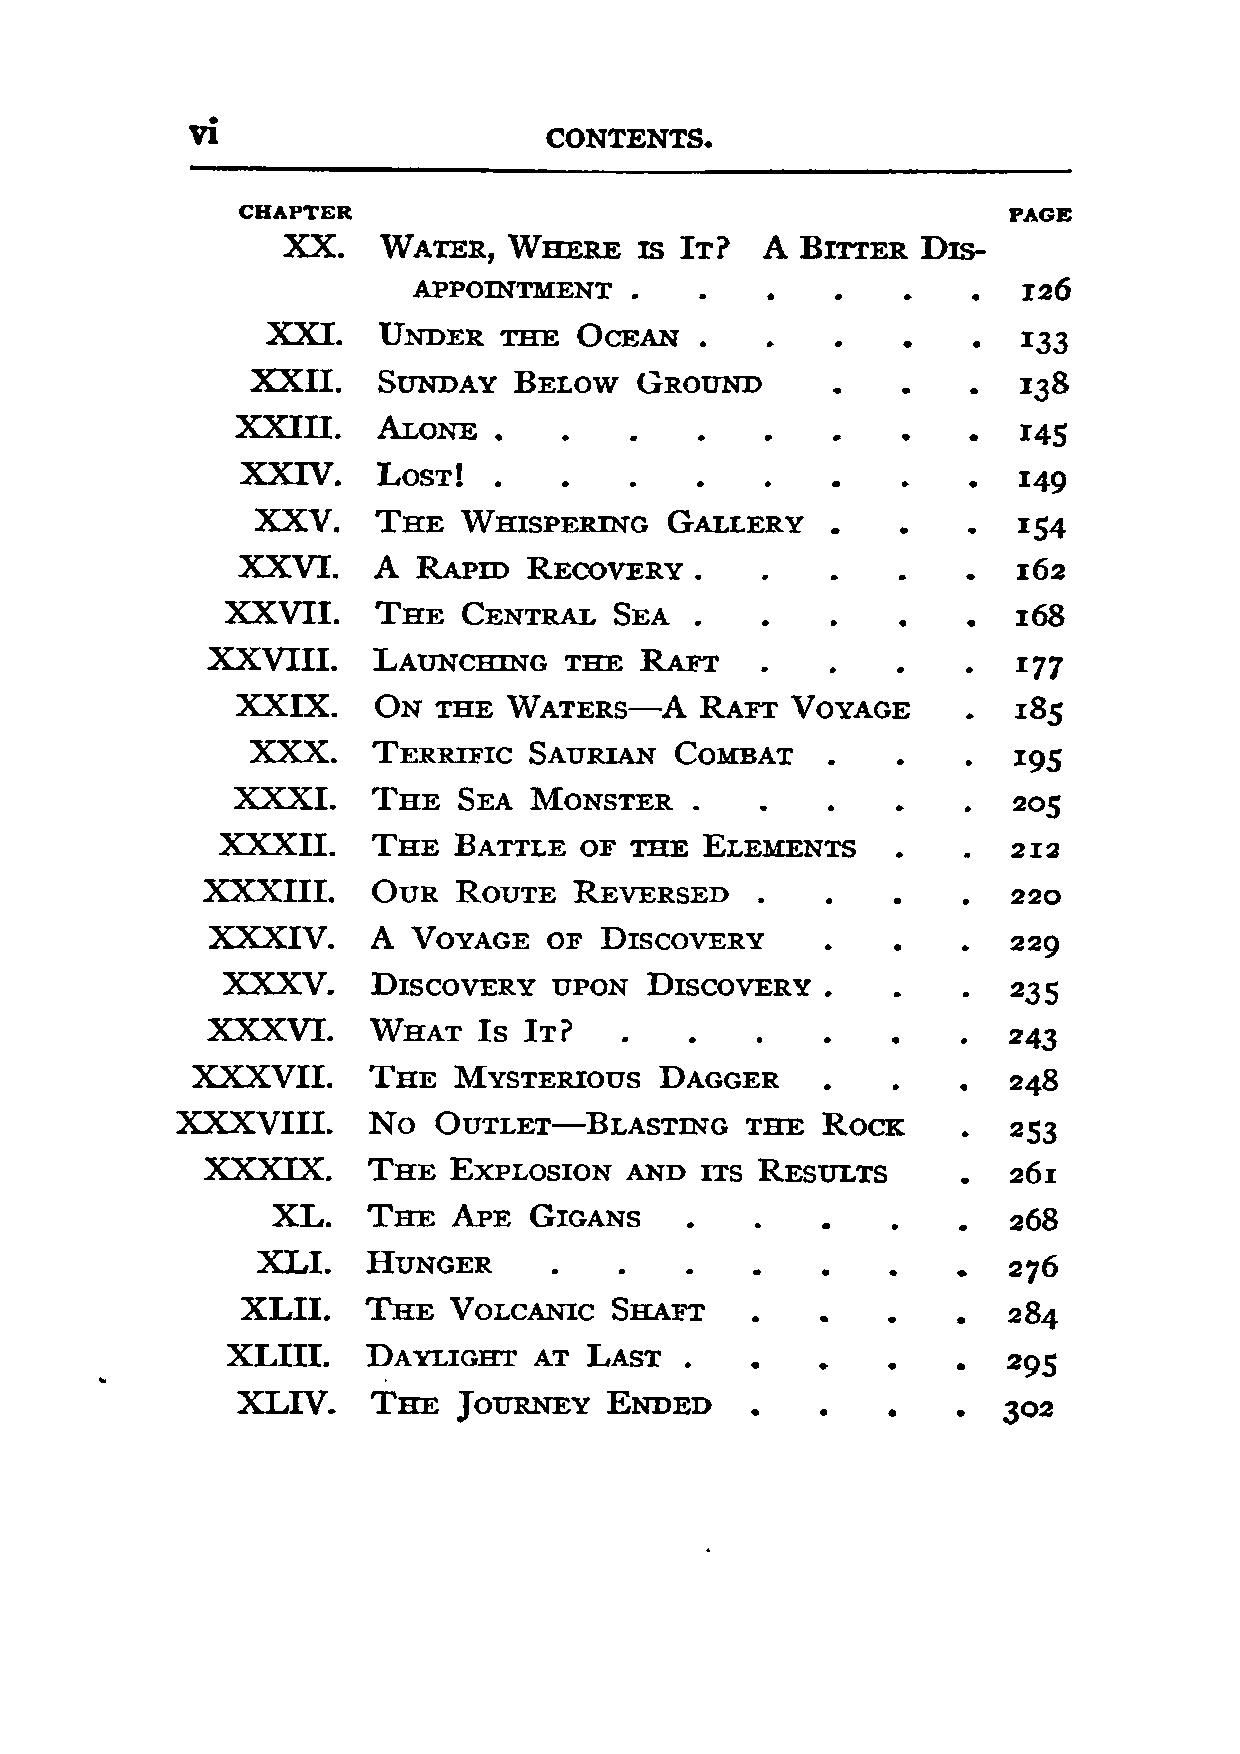 vi CONTENTS.
CHAPTER PAGE
XX. WATER, WHERE IS IT? A BITTER DIS-
APPOINTMENT . . . . . . 126
XXI. UNDER THE OCEAN . . . . . 133
XXII. SUNDAY BELOW GROUND . . . 138
XXIII. ALONE . . . . . . . . 145
XXIV. LOST! . . . . . . . . 149
XXV. THE WHISPERING GALLERY . . . 154
XXVI. A RAPID RECOVERY . . . . . 162
XXVII. THE CENTRAL SEA . . . . . 168
XXVIII. LAUNCHING THE RAFT . . . . 177
XXIX. ON THE WATERS—A RAFT VOYAGE . 185
XXX. TERRIFIC SAURIAN COMBAT . . . 195
XXXI. THE SEA MONSTER . . . . . 205
XXXII. THE BATTLE OF THE ELEMENTS . . 212
XXXIII. OUR ROUTE REVERSED . . . . 220
XXXIV. A VOYAGE OF DISCOVERY . . . 229
XXXV. DISCOVERY UPON DISCOVERY . . . 235
XXXVI. WHAT IS IT? . . . . . . 243
XXXVII. THE MYSTERIOUS DAGGER . . . 248
XXXVIII. NO OUTLET—BLASTING THE ROCK . 253
XXXIX. THE EXPLOSION AND ITS RESULTS . 261
XL. THE APE GIGANS . . . . . 268
XLI. HUNGER . . . . . . . 276
XLII. THE VOLCANIC SHAFT . . . . 284
XLIII. DAYLIGHT AT LAST . . . . . 295
XLIV. THE JOURNEY ENDED . . . . 302